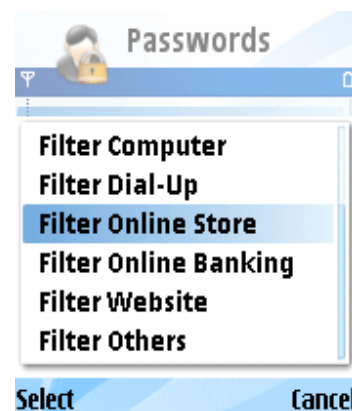 Passwords
Filter Computer
Filter Dial-Up
Filter Online Store
Filter Online Banking
Filter Website
Filter Others
Select Cancel